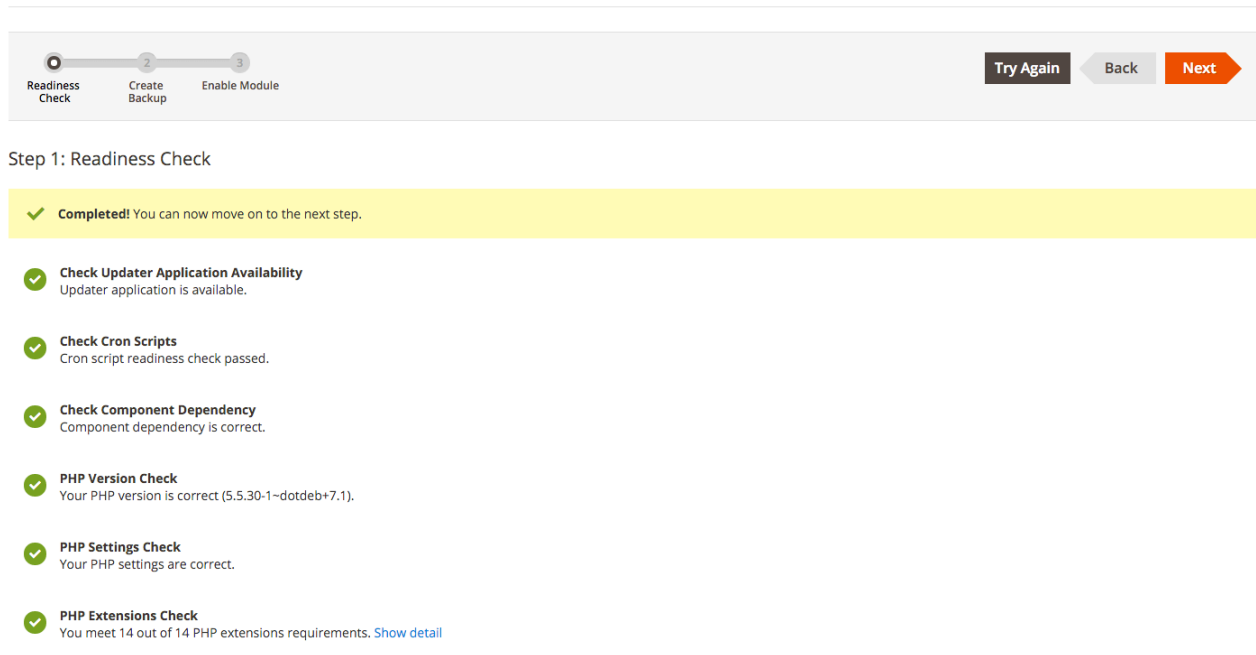 2
3
Readiness
Check
Create
Backup
Enable Module
Try Again
Back
Next
Step 1: Readiness Check
Completed! You can now move on to the next step.
Check Updater Application Availability
Updater application is available.
Check Cron Scripts
Cron script readiness check passed.
Check Component Dependency
Component dependency is correct.
PHP Version Check
Your PHP version is correct (5.5.30-1~dotdeb+7.1).
PHP Settings Check
Your PHP settings are correct.
PHP Extensions Check
You meet 14 out of 14 PHP extensions requirements. Show detail